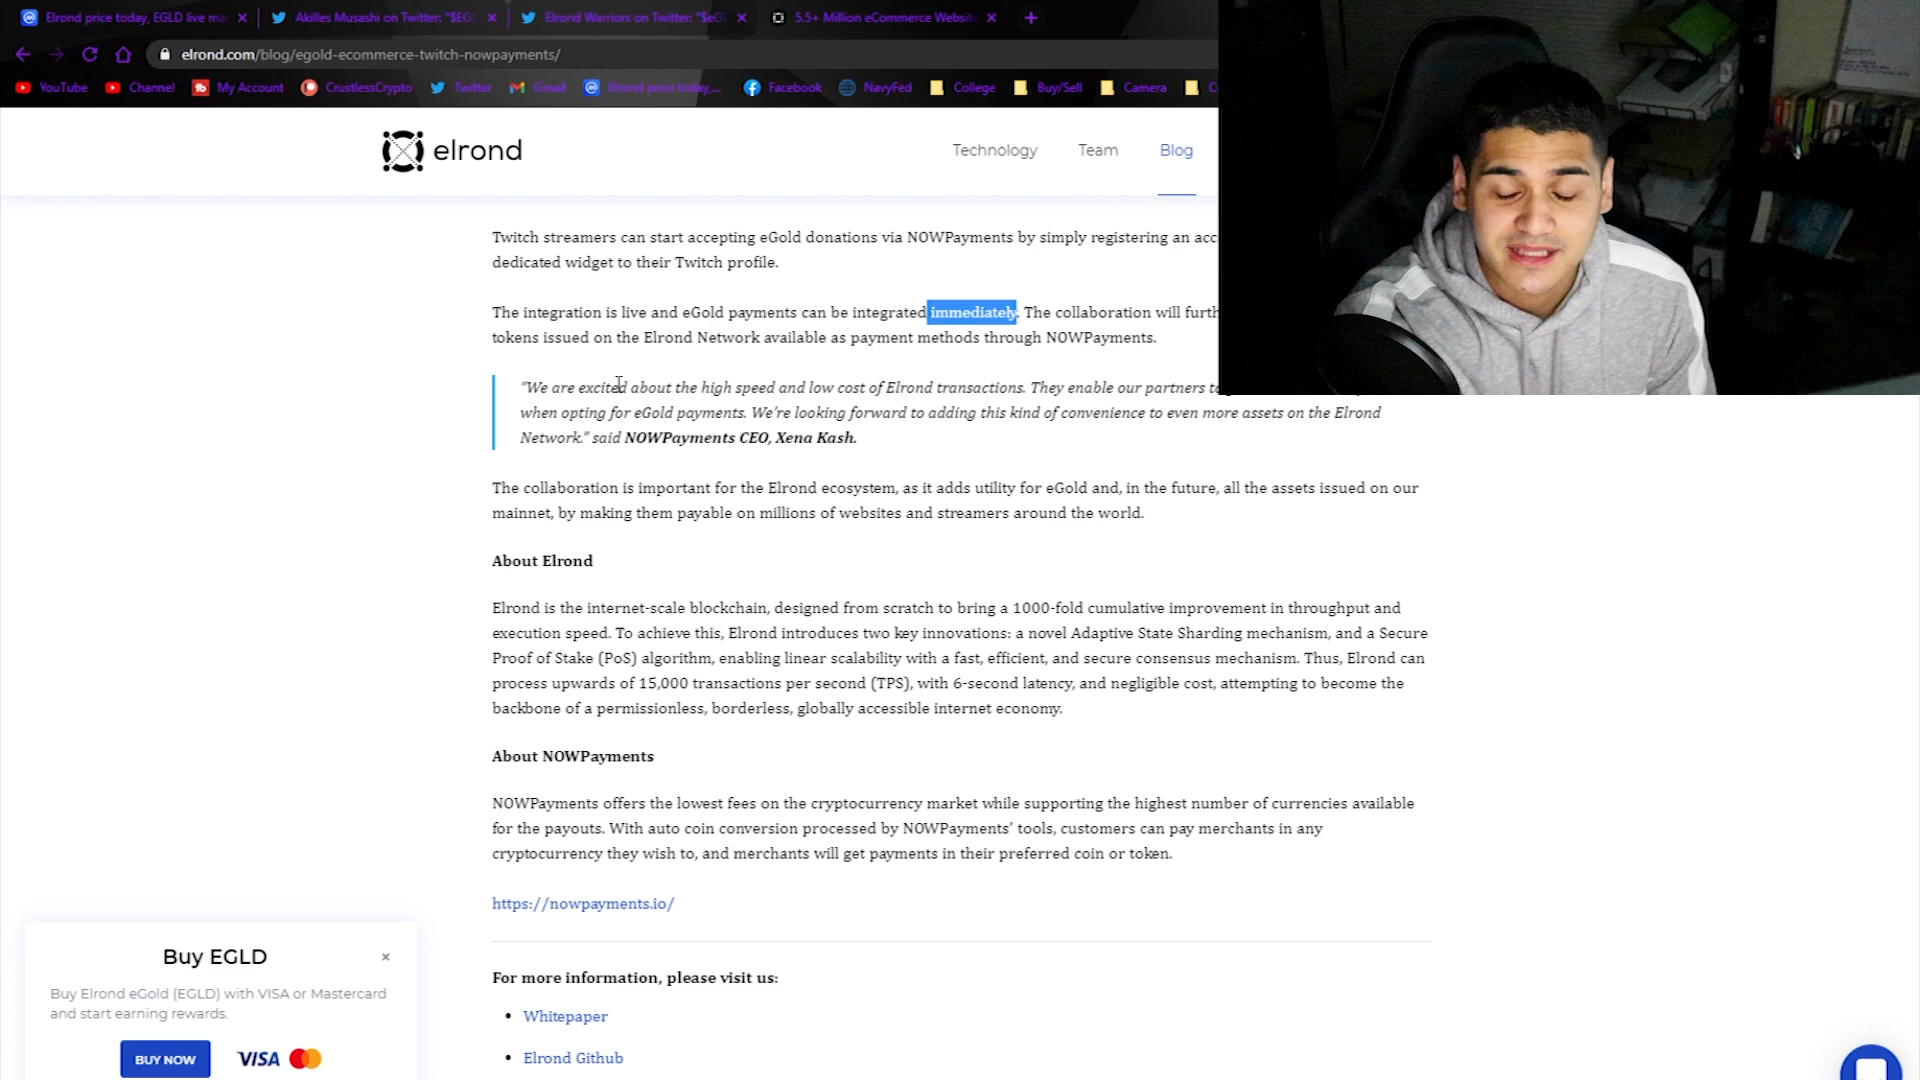 Elrond price today, EGLD live ma
Akilles Musashi on Twitter: "$EGL
Elrond Warriors on Twitter: "$eG
5.5+ Million eCommerce Website
elrond.com/blog/egold-ecommerce-twitch-nowpayments/
YouTube Channel My Account CrustlessCrypto Twitter Gmail Elrond price today,... Facebook NavyFed College Buy/Sell Camera
elrond
Technology Team Blog
Twitch streamers can start accepting eGold donations via NOWPayments by simply registering an acc
dedicated widget to their Twitch profile.
The integration is live and eGold payments can be integrated immediately. The collaboration will furth
tokens issued on the Elrond Network available as payment methods through NOWPayments.
"We are excited about the high speed and low cost of Elrond transactions. They enable our partners to
when opting for eGold payments. We're looking forward to adding this kind of convenience to even more assets on the Elrond
Network." said NOWPayments CEO, Xena Kash.
The collaboration is important for the Elrond ecosystem, as it adds utility for eGold and, in the future, all the assets issued on our
mainnet, by making them payable on millions of websites and streamers around the world.
About Elrond
Elrond is the internet-scale blockchain, designed from scratch to bring a 1000-fold cumulative improvement in throughput and
execution speed. To achieve this, Elrond introduces two key innovations: a novel Adaptive State Sharding mechanism, and a Secure
Proof of Stake (PoS) algorithm, enabling linear scalability with a fast, efficient, and secure consensus mechanism. Thus, Elrond can
process upwards of 15,000 transactions per second (TPS), with 6-second latency, and negligible cost, attempting to become the
backbone of a permissionless, borderless, globally accessible internet economy.
About NOWPayments
NOWPayments offers the lowest fees on the cryptocurrency market while supporting the highest number of currencies available
for the payouts. With auto coin conversion processed by NOWPayments' tools, customers can pay merchants in any
cryptocurrency they wish to, and merchants will get payments in their preferred coin or token.
https://nowpayments.io/
For more information, please visit us:
• Whitepaper
• Elrond Github
Buy EGLD ×
Buy Elrond eGold (EGLD) with VISA or Mastercard
and start earning rewards.
BUY NOW VISA